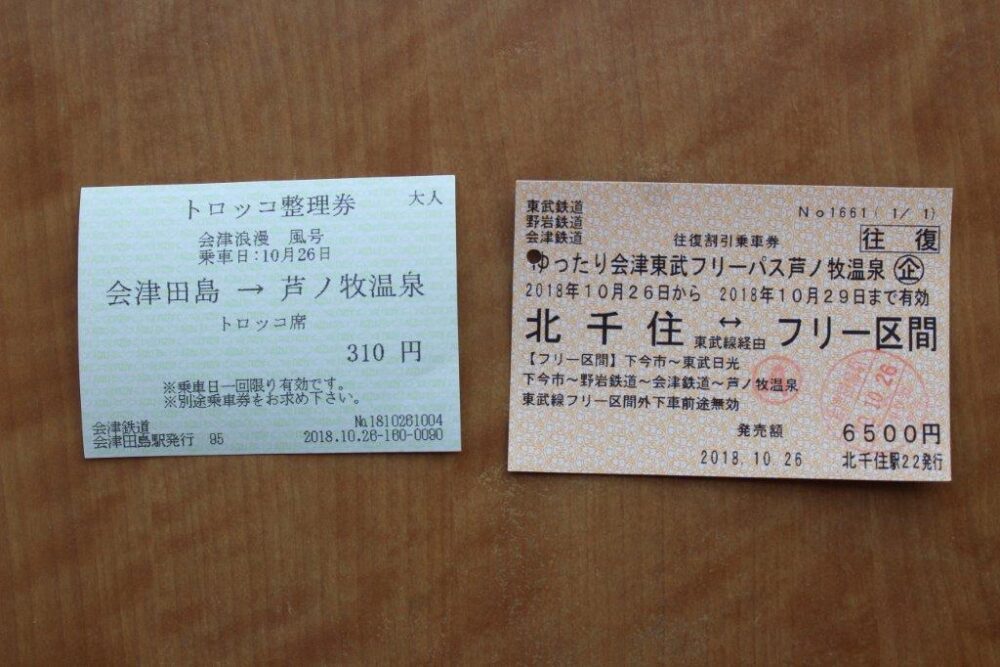 トロッコ整理券
大人
会津浪漫 風号
乗車日:10月26日
会津田島 → 芦ノ牧温泉
トロッコ席
310 円
※乗車日一回限り有効です。
※別途乗車券をお求め下さい。
会津鉄道
会津田島駅発行 95
№1810261004
2018.10.26-160-0090
東武鉄道
野岩鉄道
会津鉄道
No1661( 1/ 1)
往復割引乗車券
往 復
ゆったり会津東武フリーパス芦ノ牧温泉 企
2018年10月26日から 2018年10月29日まで有効
北千住 ↔ フリー区間
東武線経由
【フリー区間】下今市~東武日光
下今市~野岩鉄道~会津鉄道~芦ノ牧温泉
東武線フリー区間外下車前途無効
10.26
発売額 6500円
2018.10.26 北千住駅22発行